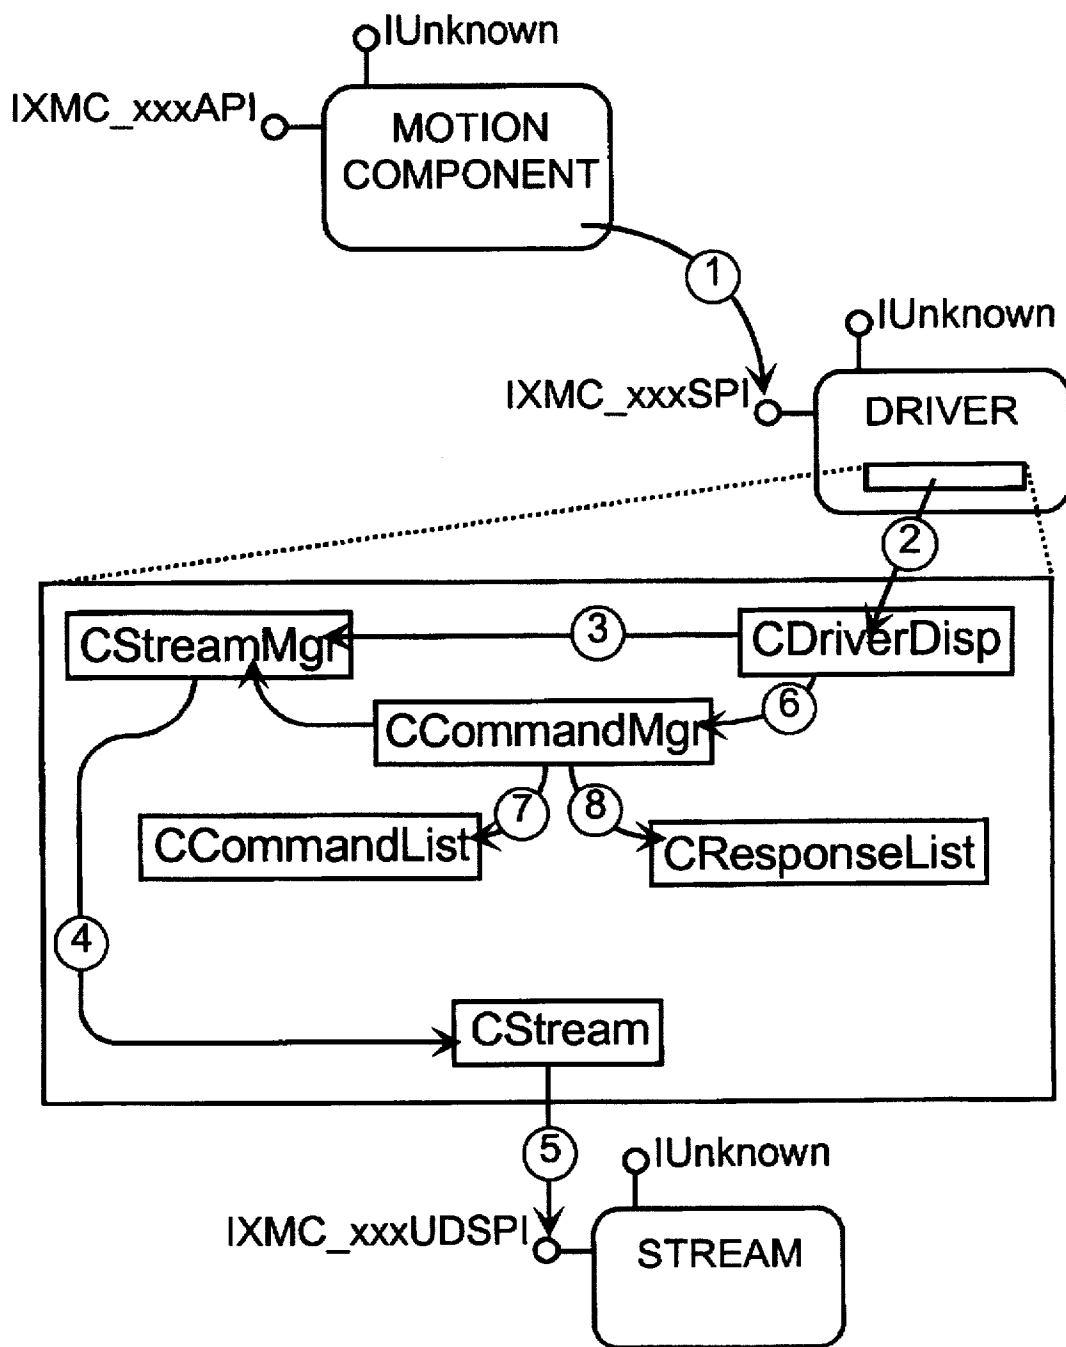 IUnknown
IXMC_xxxAPI
MOTION
COMPONENT
1
IUnknown
IXMC_xxxSPI
DRIVER
2
CStreamMgr
3
CDriverDisp
6
CCommandMgr
7
8
CCommandList
CResponseList
4
CStream
5
IUnknown
IXMC_xxxUDSPI
STREAM